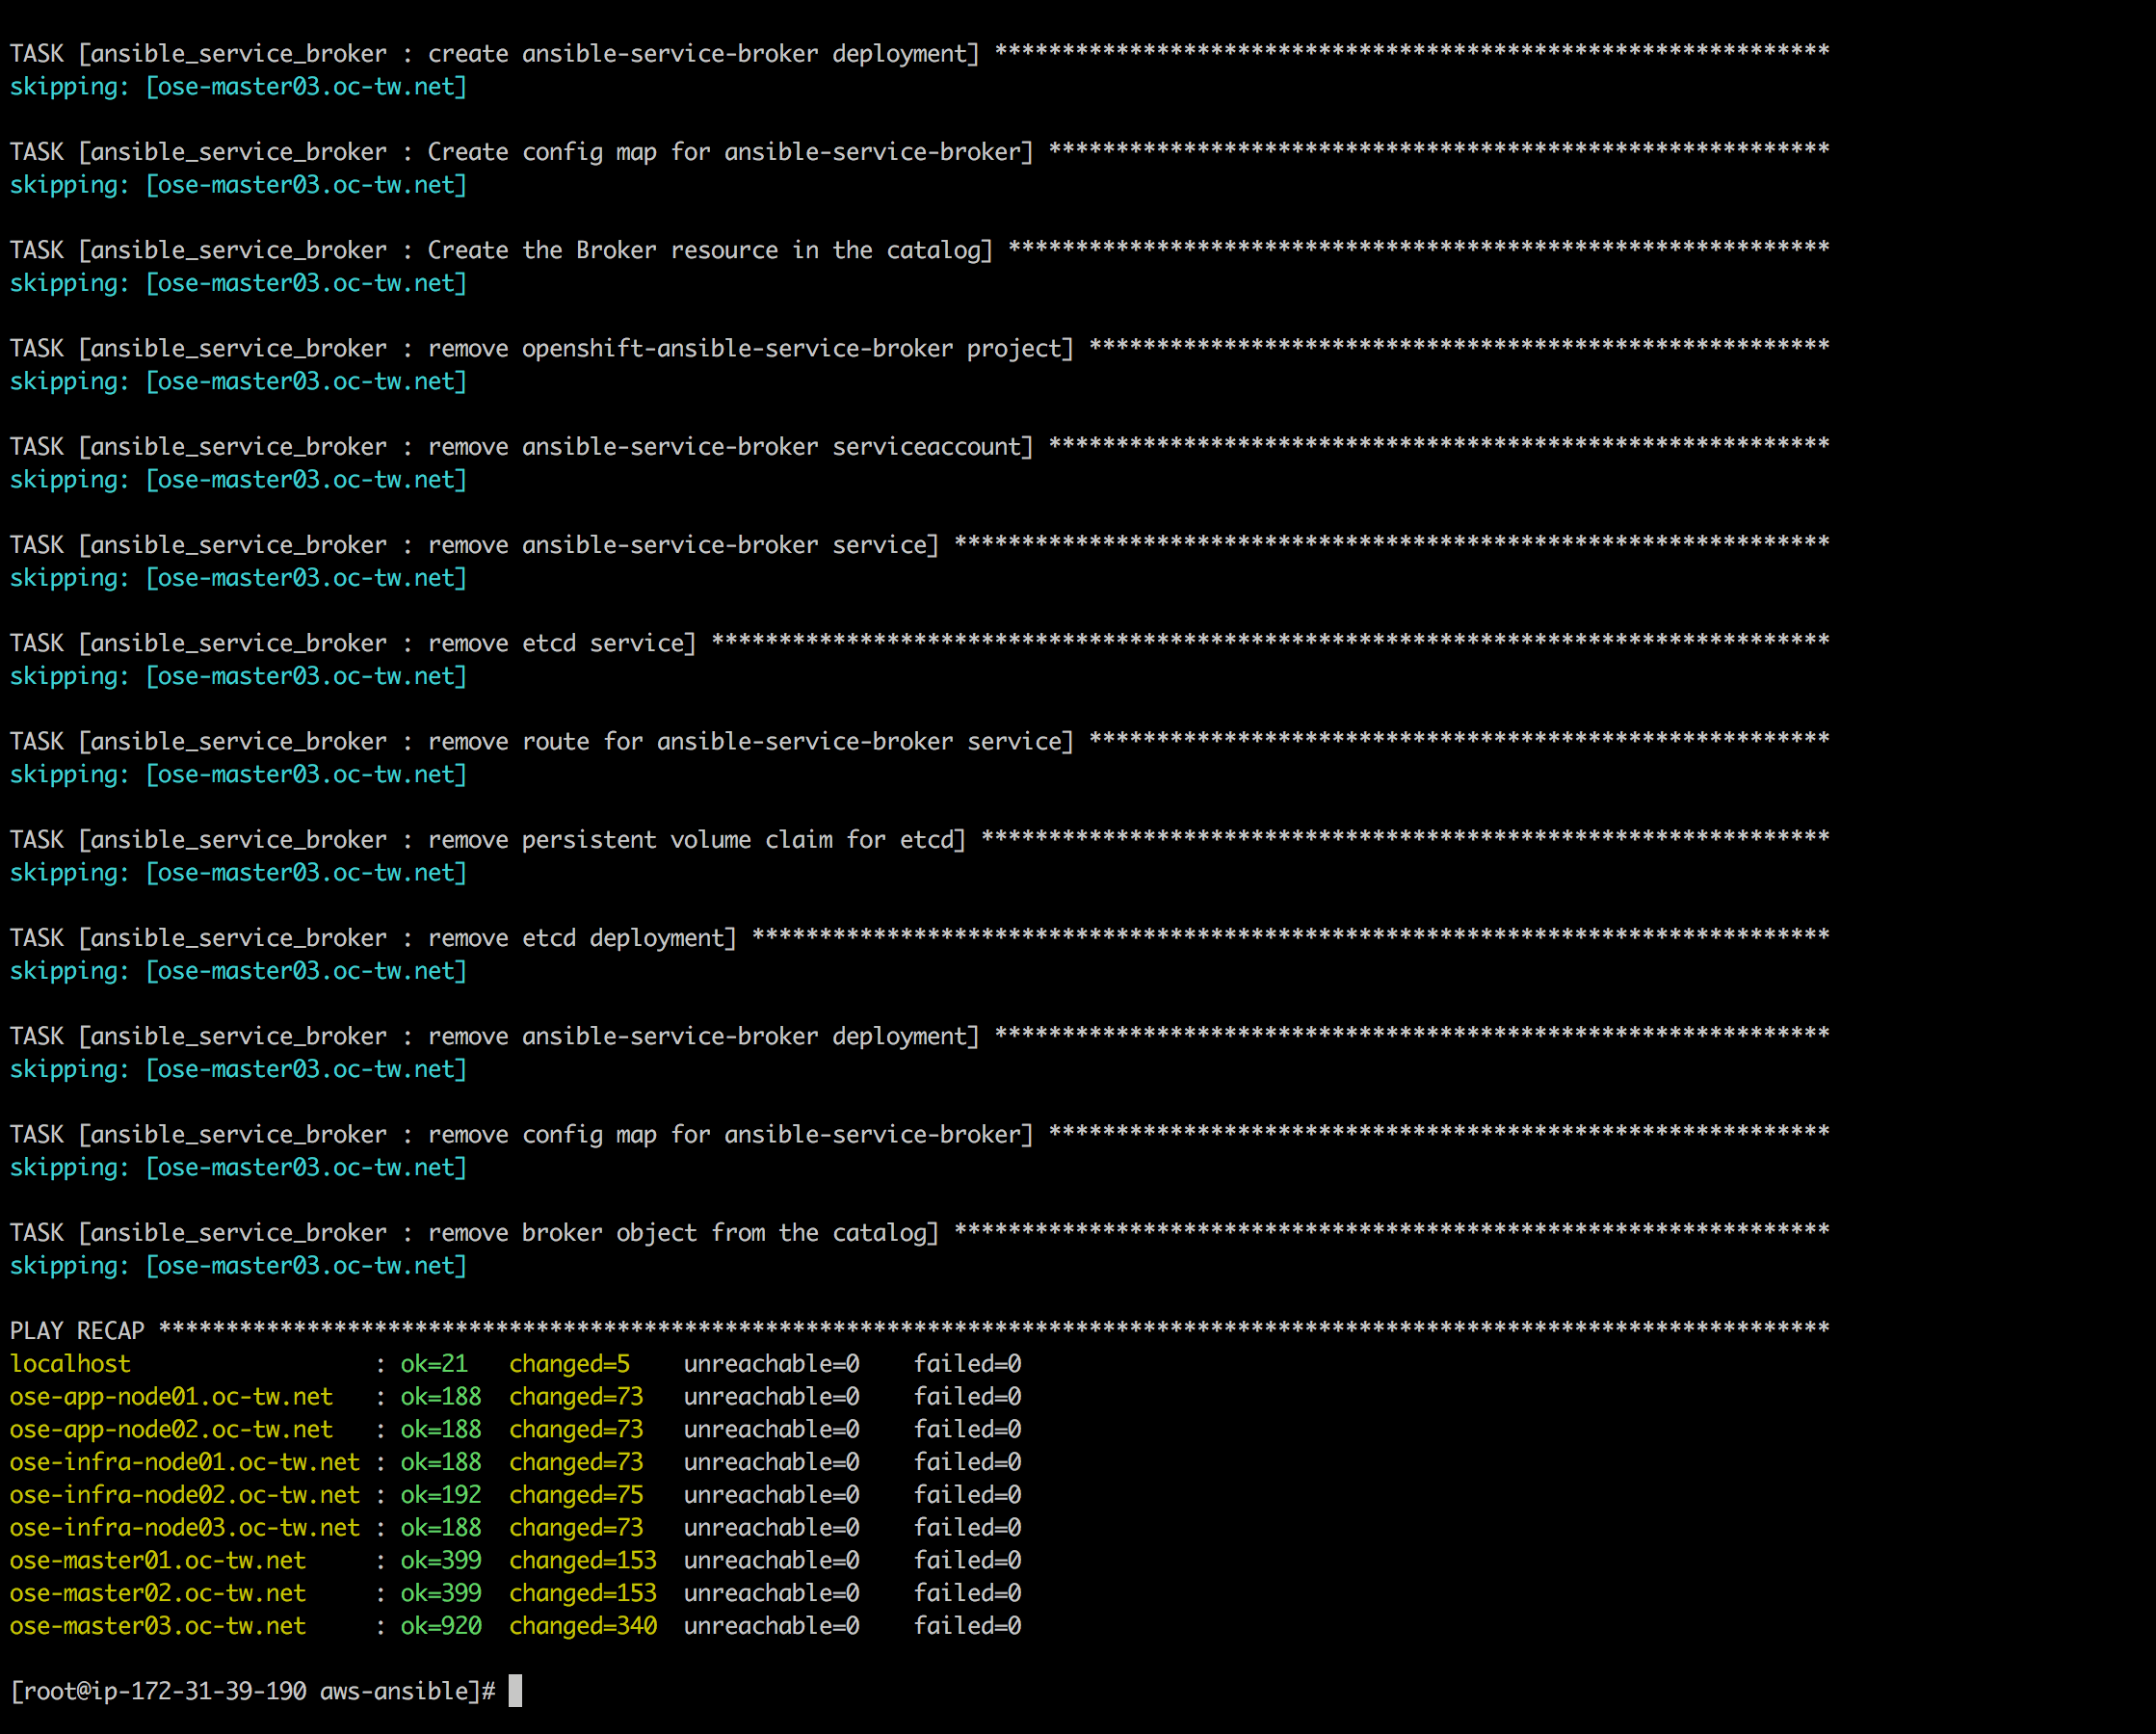 TASK [ansible_service_broker : create ansible-service-broker deployment] **************************************************************
skipping: [ose-master03.oc-tw.net]
TASK [ansible_service_broker : Create config map for ansible-service-broker] **********************************************************
skipping: [ose-master03.oc-tw.net]
TASK [ansible_service_broker : Create the Broker resource in the catalog] *************************************************************
skipping: [ose-master03.oc-tw.net]
TASK [ansible_service_broker : remove openshift-ansible-service-broker project] *******************************************************
skipping: [ose-master03.oc-tw.net]
TASK [ansible_service_broker : remove ansible-service-broker serviceaccount] **********************************************************
skipping: [ose-master03.oc-tw.net]
TASK [ansible_service_broker : remove ansible-service-broker service] *****************************************************************
skipping: [ose-master03.oc-tw.net]
TASK [ansible_service_broker : remove etcd service] ***********************************************************************************
skipping: [ose-master03.oc-tw.net]
TASK [ansible_service_broker : remove route for ansible-service-broker service] *******************************************************
skipping: [ose-master03.oc-tw.net]
TASK [ansible_service_broker : remove persistent volume claim for etcd] ***************************************************************
skipping: [ose-master03.oc-tw.net]
TASK [ansible_service_broker : remove etcd deployment] ********************************************************************************
skipping: [ose-master03.oc-tw.net]
TASK [ansible_service_broker : remove ansible-service-broker deployment] **************************************************************
skipping: [ose-master03.oc-tw.net]
TASK [ansible_service_broker : remove config map for ansible-service-broker] **********************************************************
skipping: [ose-master03.oc-tw.net]
TASK [ansible_service_broker : remove broker object from the catalog] *****************************************************************
skipping: [ose-master03.oc-tw.net]
PLAY RECAP ****************************************************************************************************************************
localhost                  : ok=21   changed=5    unreachable=0    failed=0
ose-app-node01.oc-tw.net   : ok=188  changed=73   unreachable=0    failed=0
ose-app-node02.oc-tw.net   : ok=188  changed=73   unreachable=0    failed=0
ose-infra-node01.oc-tw.net : ok=188  changed=73   unreachable=0    failed=0
ose-infra-node02.oc-tw.net : ok=192  changed=75   unreachable=0    failed=0
ose-infra-node03.oc-tw.net : ok=188  changed=73   unreachable=0    failed=0
ose-master01.oc-tw.net     : ok=399  changed=153  unreachable=0    failed=0
ose-master02.oc-tw.net     : ok=399  changed=153  unreachable=0    failed=0
ose-master03.oc-tw.net     : ok=920  changed=340  unreachable=0    failed=0
[root@ip-172-31-39-190 aws-ansible]#